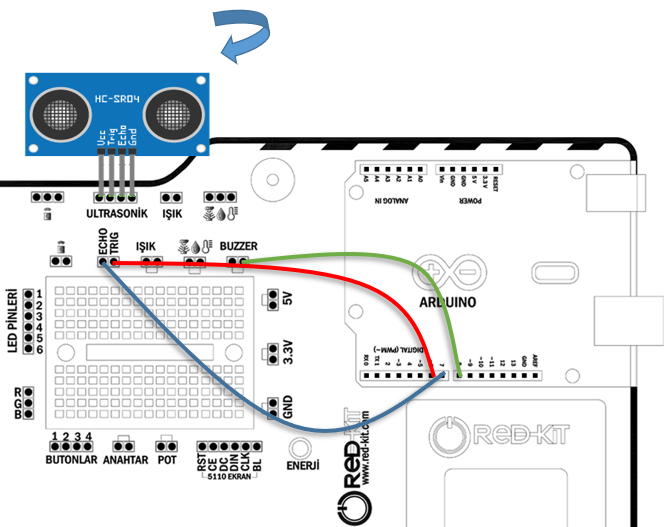 HC-SR04
Vcc
Trig
Echo
Gnd
ULTRASONİK
IŞIK
ECHO
TRIG
IŞIK
BUZZER
A5
A4
A3
A2
A1
A0
ANALOG IN
Vin
GND
GND
5 V
3.3 V
RESET
POWER
ARDUINO
DIGITAL (PWM~)
RX 0
TX 1
2
~3
4
~5
7
~9
~10
~11
12
13
GND
AREF
LED PİNLERİ
1
2
3
4
5
6
5V
3.3V
GND
R
G
B
1 2 3 4
BUTONLAR
ANAHTAR
POT
RST
CE
DC
DIN
CLK
BL
5110 EKRAN
ENERJİ
RED-KIT
www.red-kit.com
RED-KIT